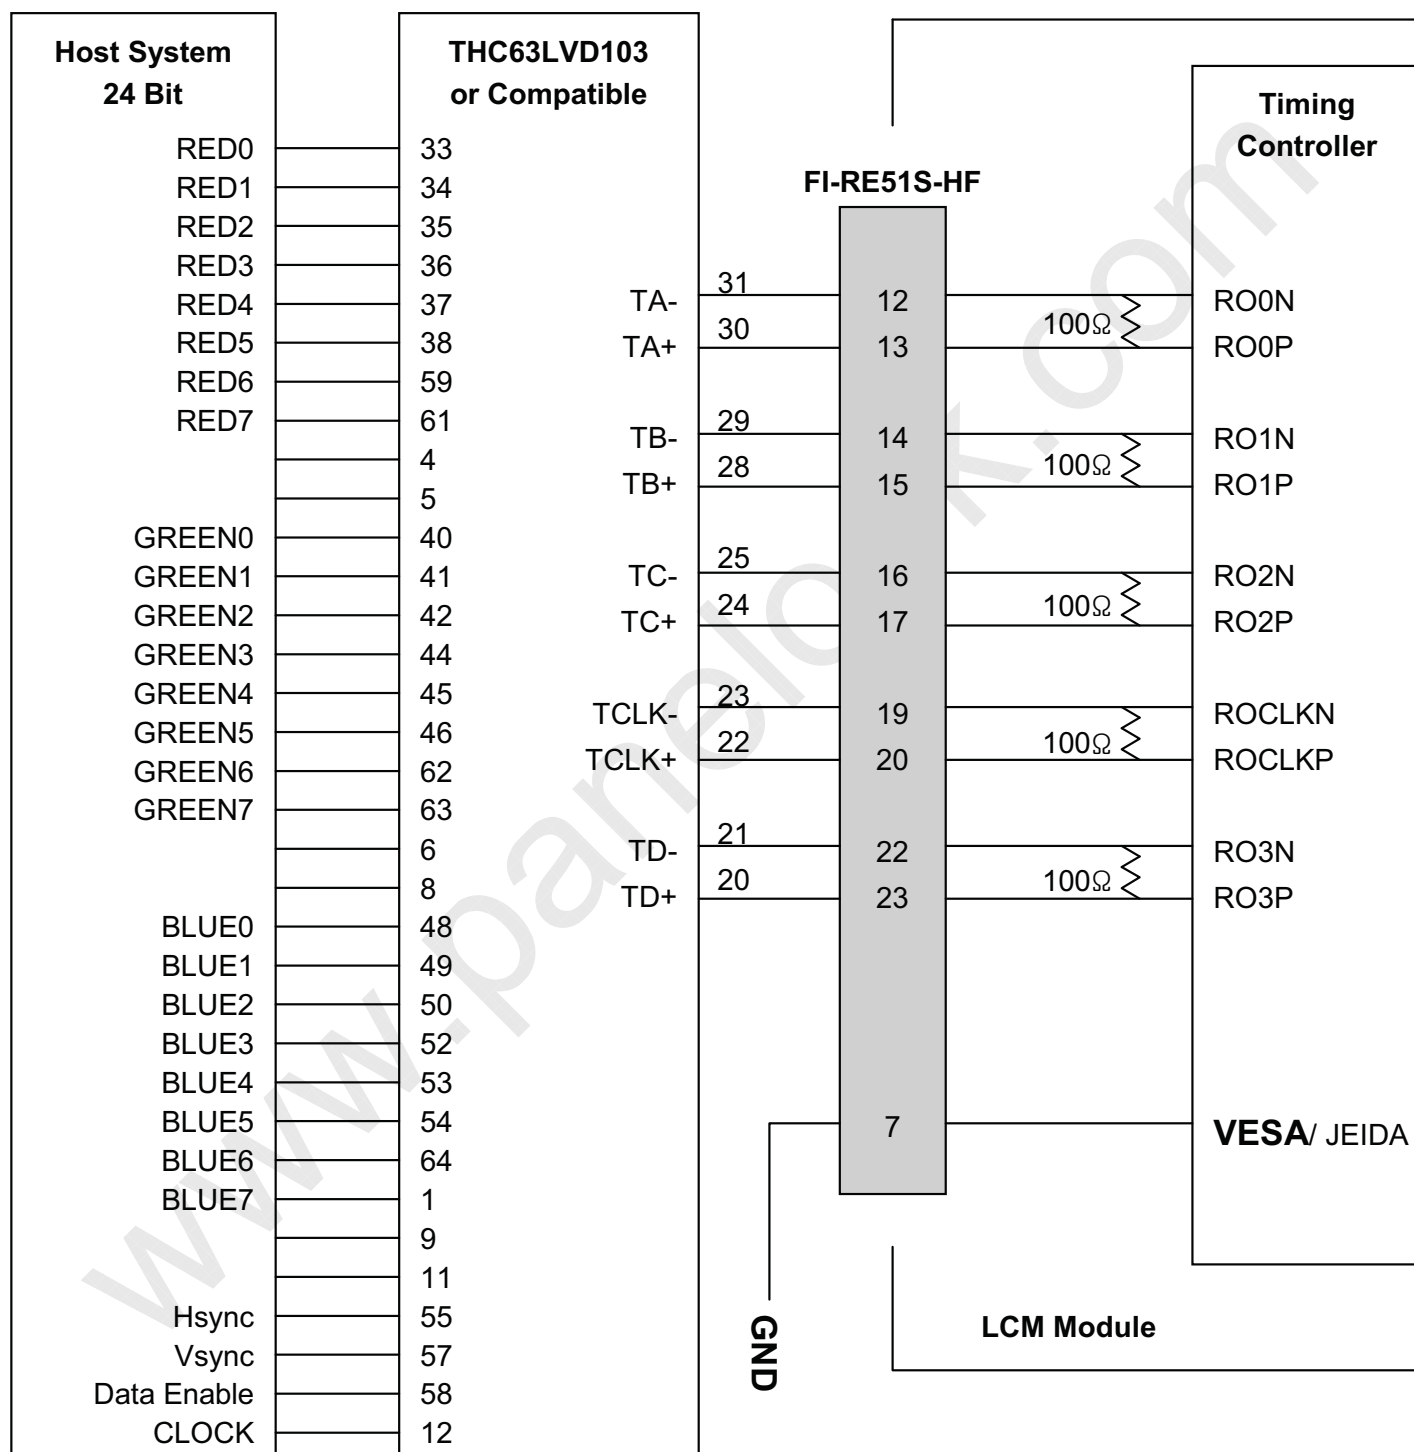 Host System
24 Bit
RED0
RED1
RED2
RED3
RED4
RED5
RED6
RED7
GREEN0
GREEN1
GREEN2
GREEN3
GREEN4
GREEN5
GREEN6
GREEN7
BLUE0
BLUE1
BLUE2
BLUE3
BLUE4
BLUE5
BLUE6
BLUE7
Hsync
Vsync
Data Enable
CLOCK
THC63LVD103
or Compatible
33
34
35
36
37
38
59
61
4
5
40
41
42
44
45
46
62
63
6
8
48
49
50
52
53
54
64
1
9
11
55
57
58
12
TA-
TA+
TB-
TB+
TC-
TC+
TCLK-
TCLK+
TD-
TD+
31
30
29
28
25
24
23
22
21
20
GND
FI-RE51S-HF
12
13
14
15
16
17
19
20
22
23
7
100Ω
100Ω
100Ω
100Ω
100Ω
Timing
Controller
RO0N
RO0P
RO1N
RO1P
RO2N
RO2P
ROCLKN
ROCLKP
RO3N
RO3P
VESA/ JEIDA
LCM Module